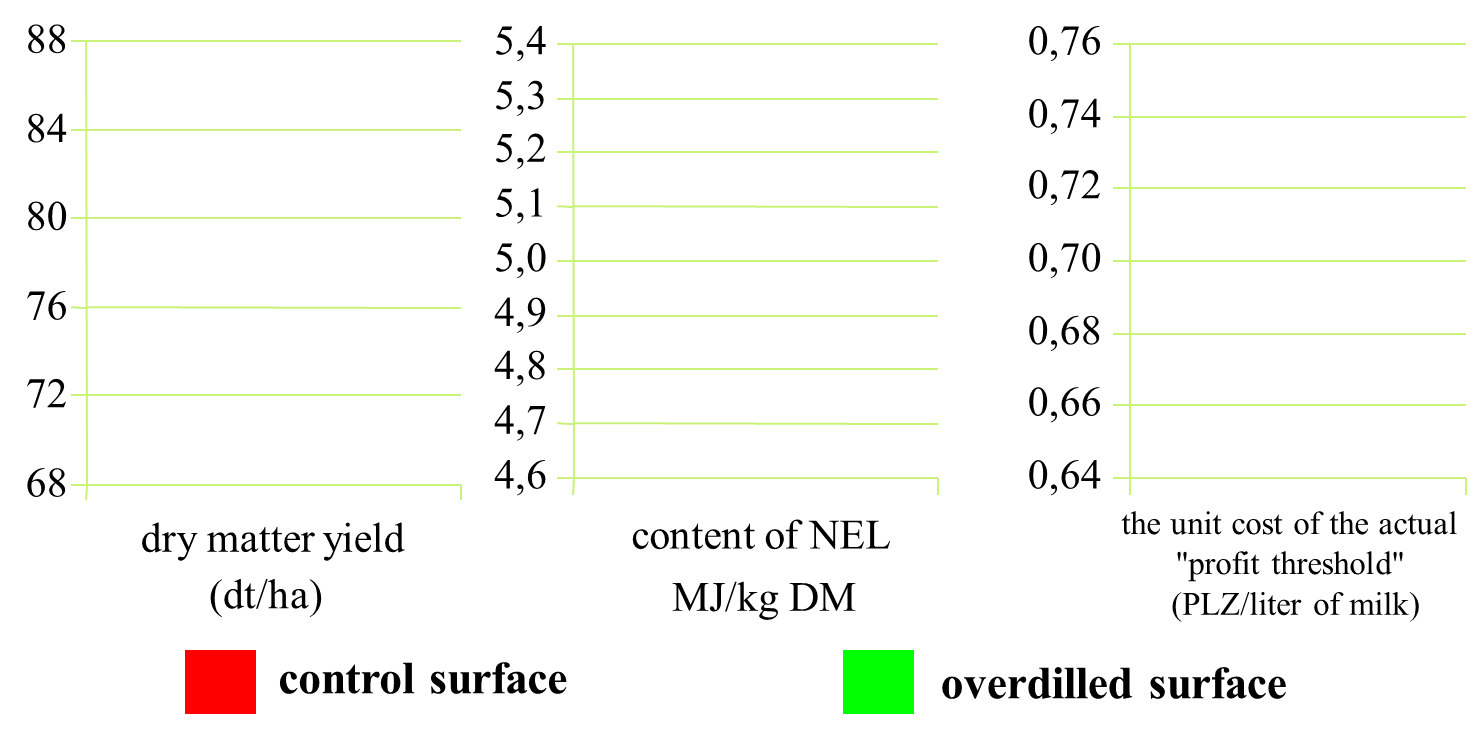 88
84
80
76
72
68
dry matter yield
(dt/ha)
5,4
5,3
5,2
5,1
5,0
4,9
4,8
4,7
4,6
content of NEL
MJ/kg DM
0,76
0,74
0,72
0,70
0,68
0,66
0,64
the unit cost of the actual
"profit threshold"
(PLZ/liter of milk)
control surface
overdilled surface